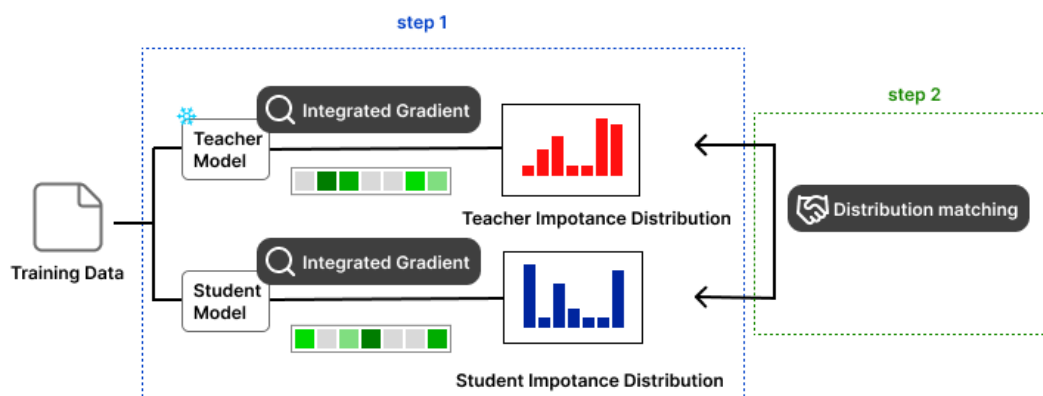 step 1
step 2
Integrated Gradient
Teacher
Model
Teacher Impotance Distribution
Distribution matching
Training Data
Integrated Gradient
Student
Model
Student Impotance Distribution